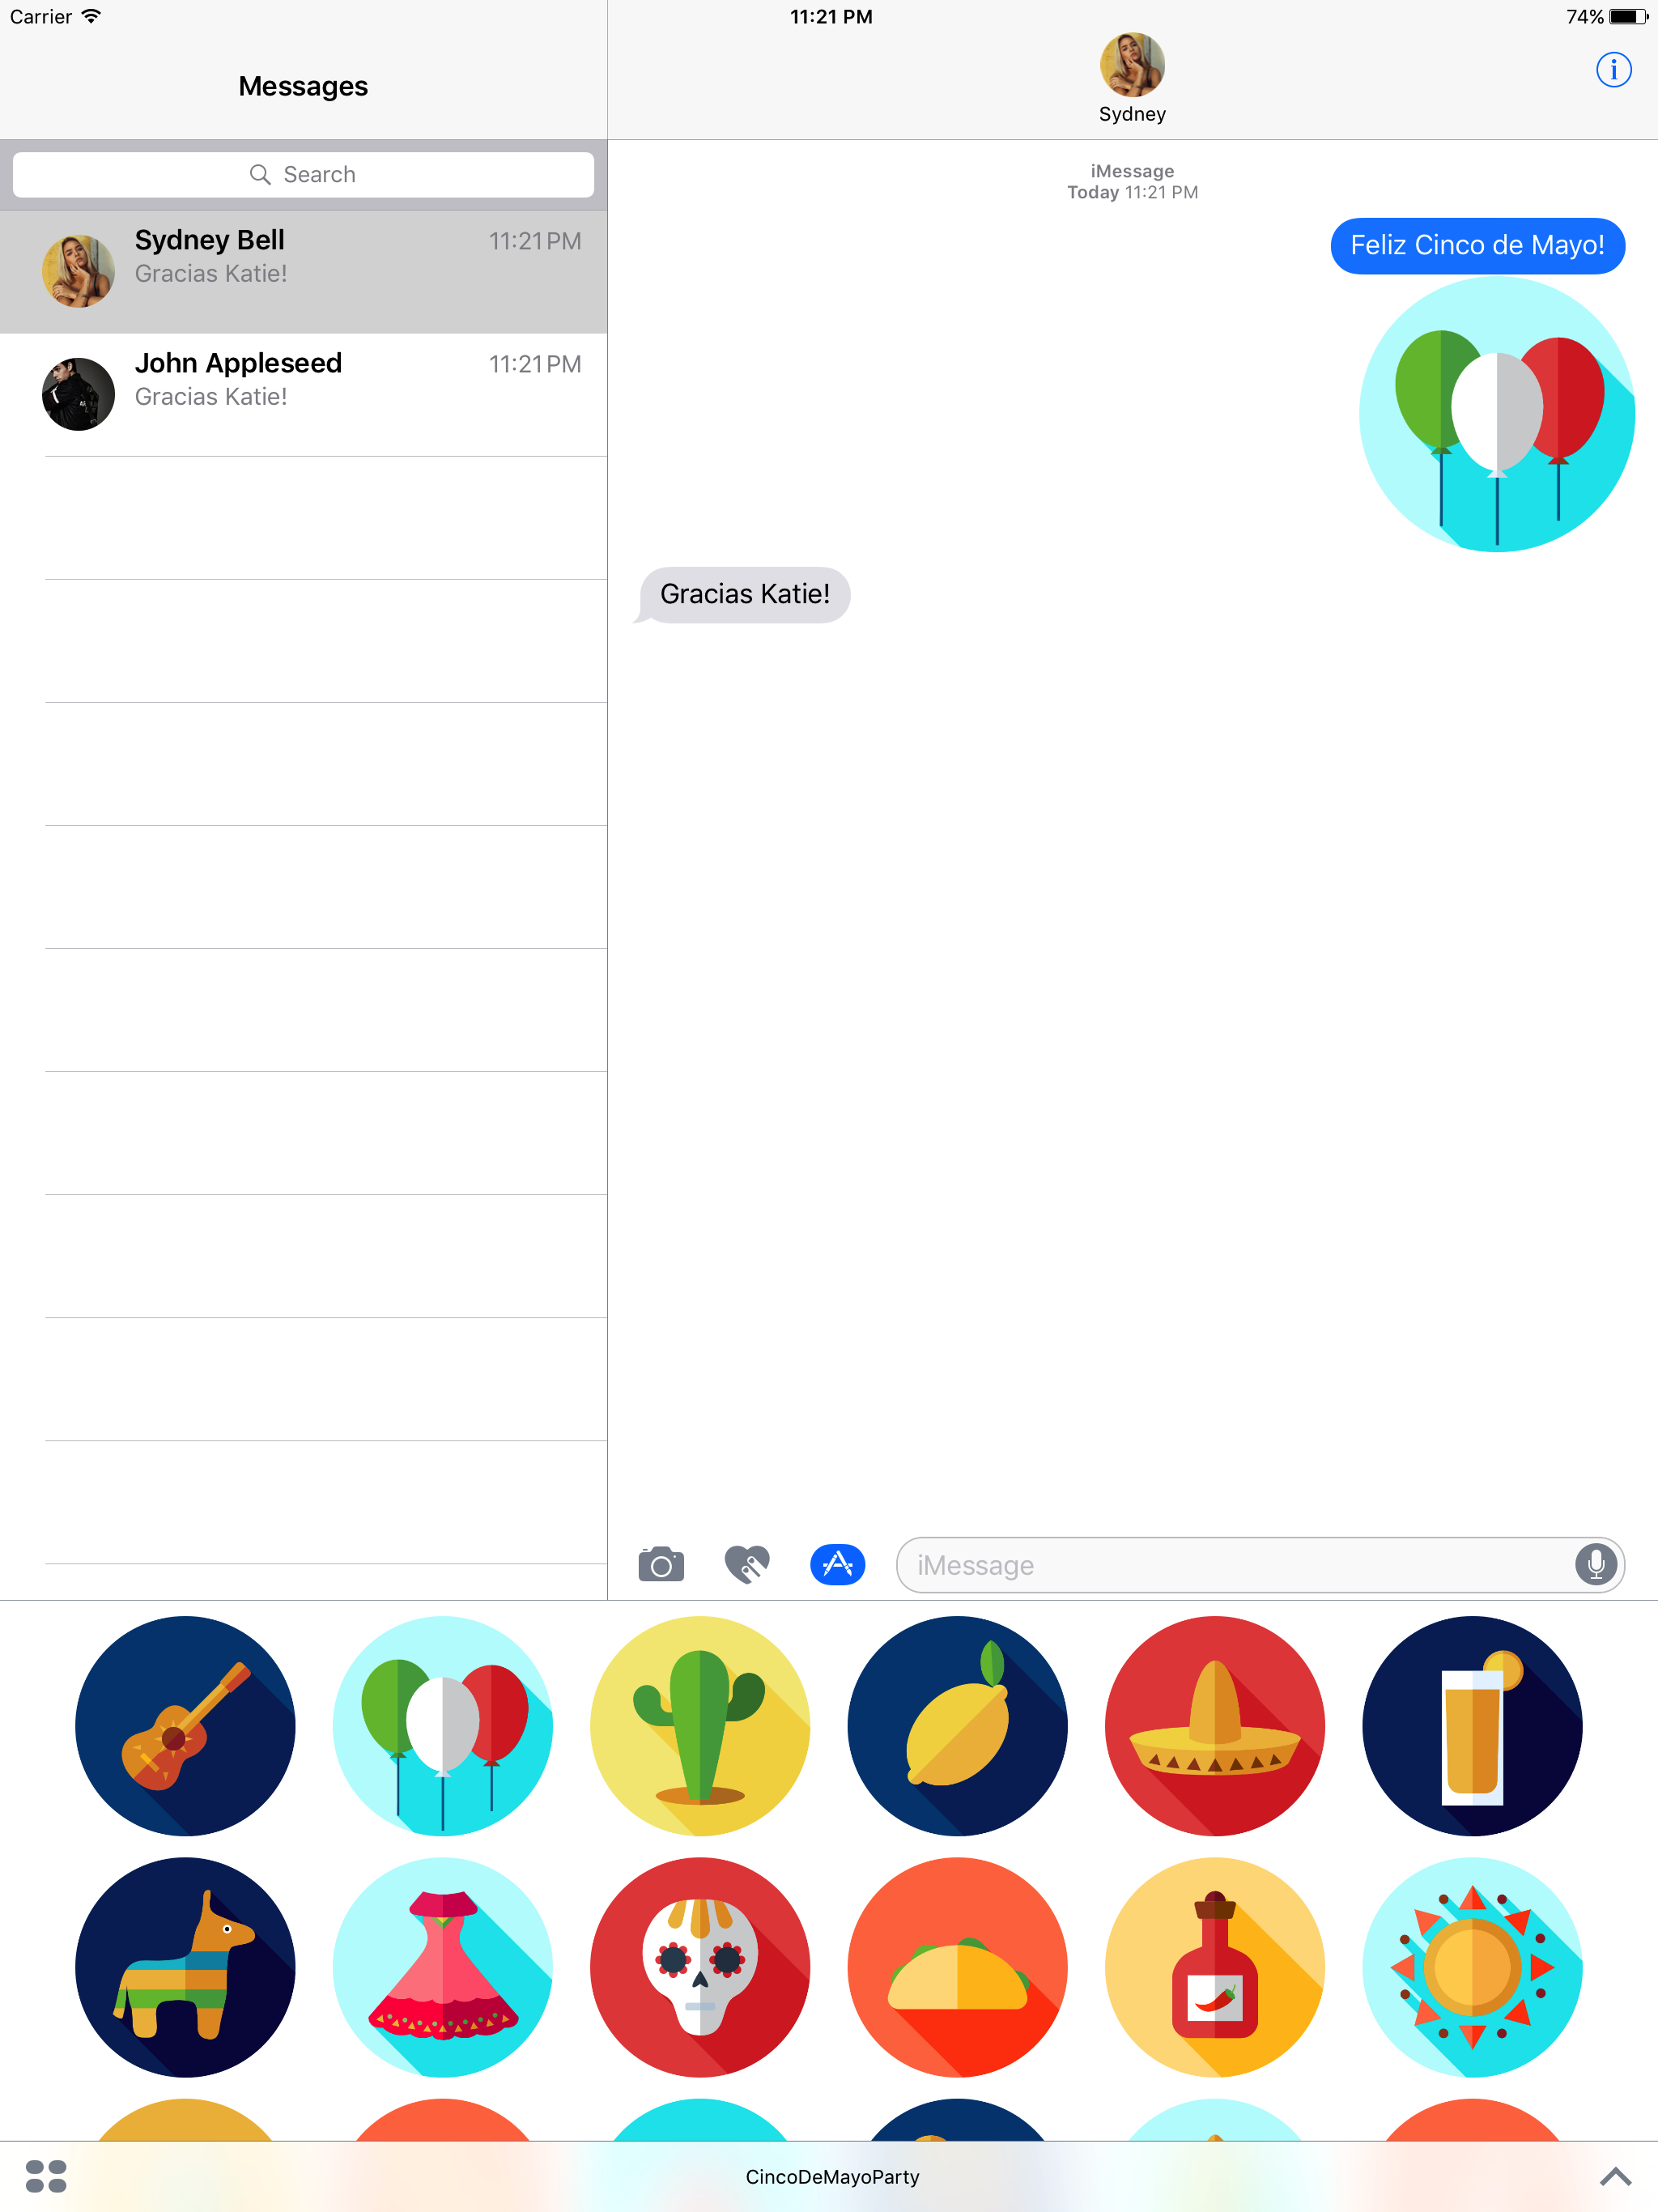 Carrier
11:21 PM
74%
Messages
Sydney
Search
Sydney Bell
11:21 PM
Gracias Katie!
John Appleseed
11:21 PM
Gracias Katie!
iMessage
Today 11:21 PM
Feliz Cinco de Mayo!
Gracias Katie!
iMessage
CincoDeMayoParty